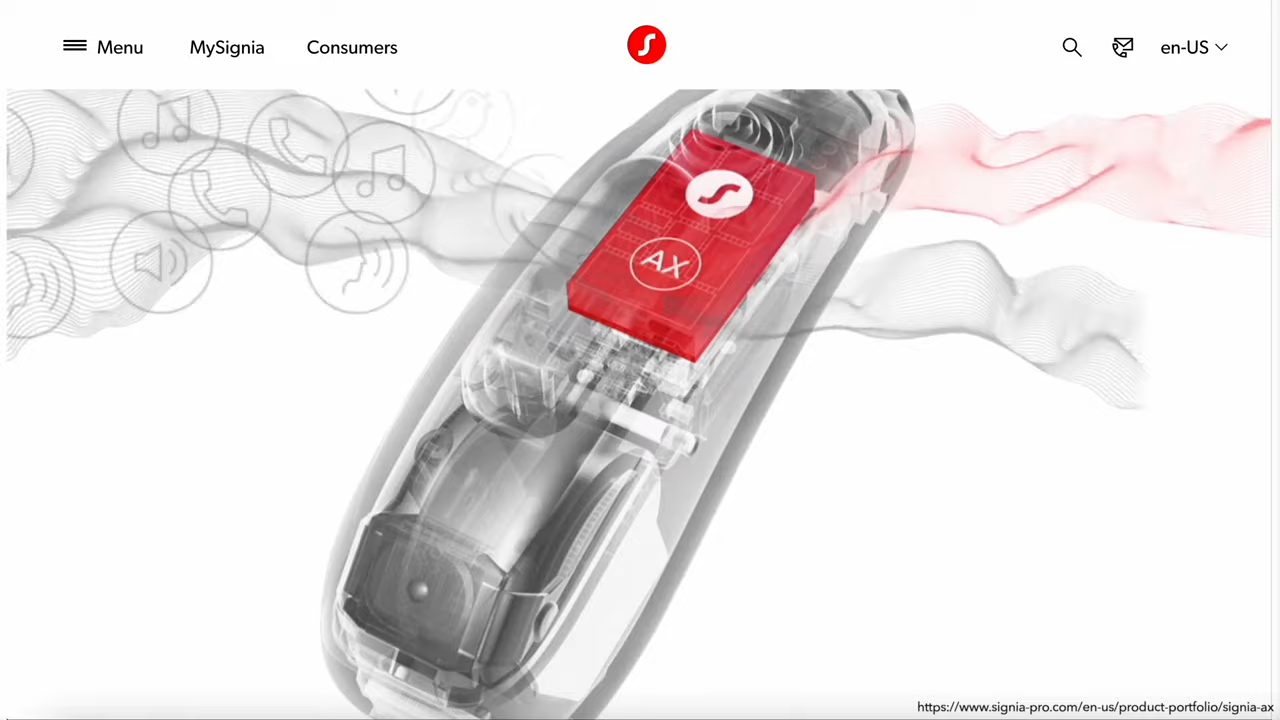 Menu
MySignia
Consumers
en-US
AX
https://www.signia-pro.com/en-us/product-portfolio/signia-ax